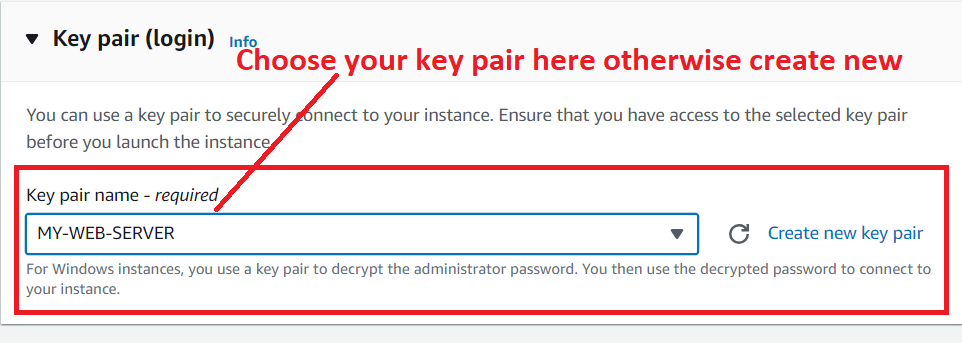 Key pair (login) Info
Choose your key pair here otherwise create new
You can use a key pair to securely connect to your instance. Ensure that you have access to the selected key pair
before you launch the instance.
Key pair name - required
MY-WEB-SERVER
Create new key pair
For Windows instances, you use a key pair to decrypt the administrator password. You then use the decrypted password to connect to
your instance.